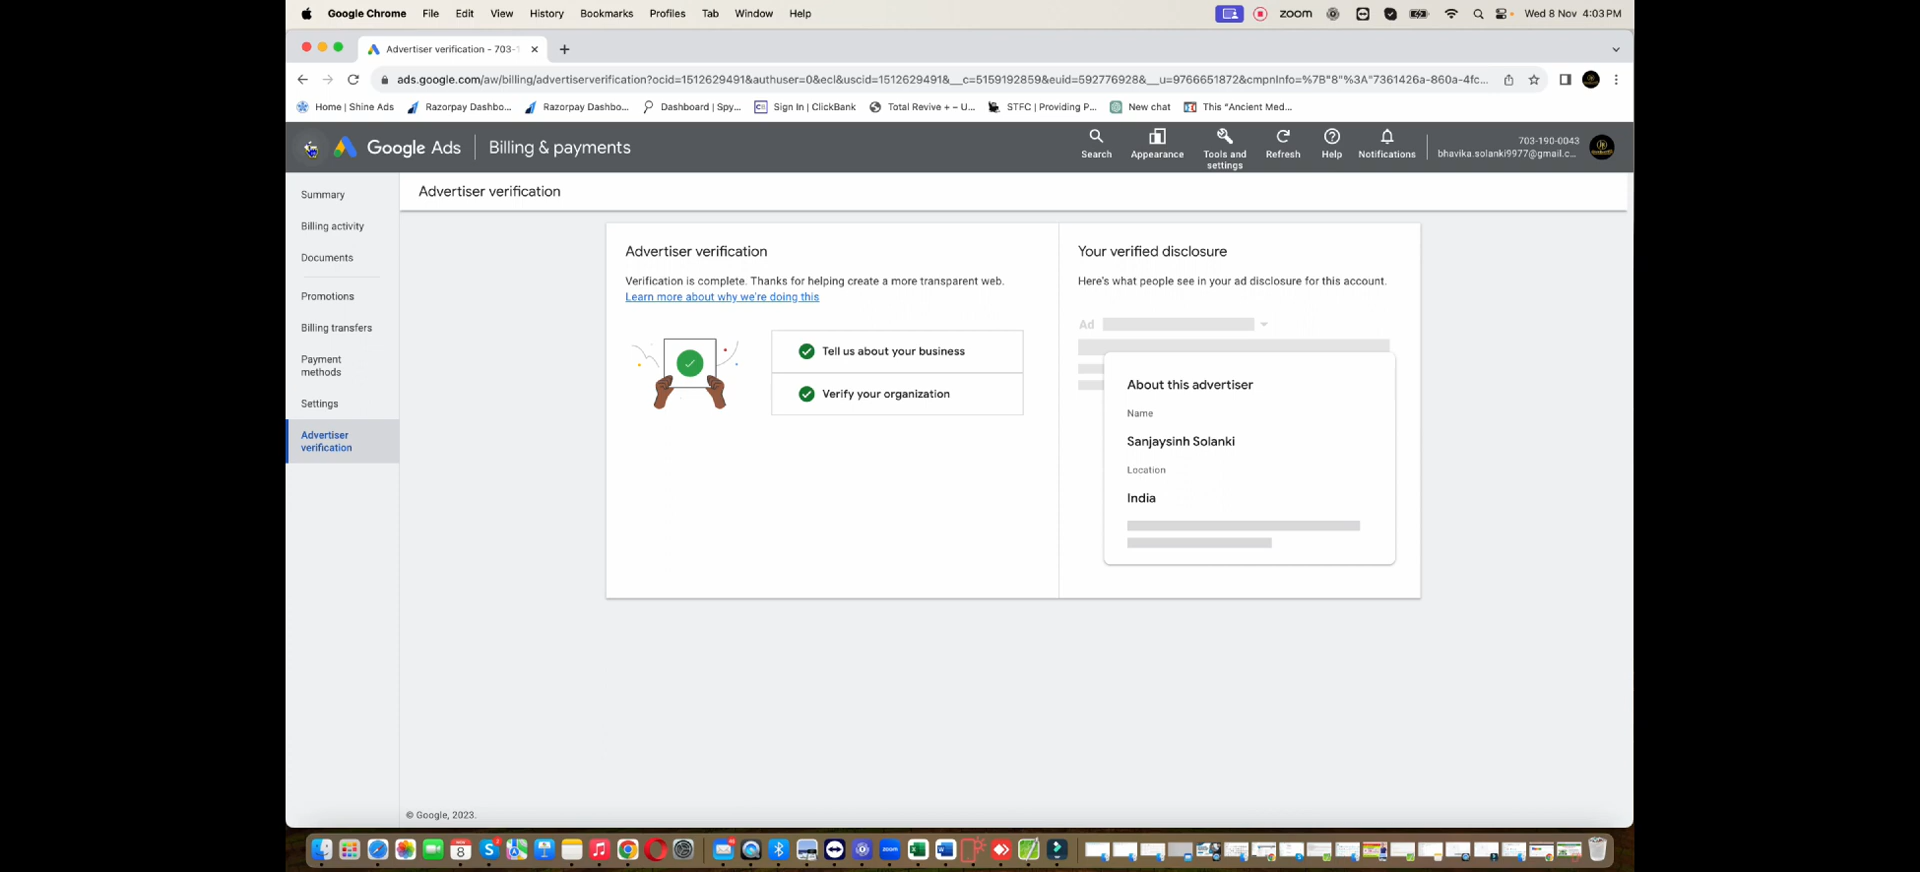 Google Chrome File Edit View History Bookmarks Profiles Tab Window Help
zoom Wed 8 Nov 4:03 PM
Advertiser verification - 703-1
ads.google.com/aw/billing/advertiserverification?ocid=1512629491&authuser=0&ecl&uscid=1512629491&__c=5159192859&euid=592776928&__u=9766651872&cmpnInfo=%7B"8"%3A"7361426a-860a-4fc...
Home | Shine Ads Razorpay Dashbo... Razorpay Dashbo... Dashboard | Spy... Sign In | ClickBank Total Revive + – U... STFC | Providing P... New chat This “Ancient Med...
Google Ads Billing & payments
Search Appearance Tools and settings Refresh Help Notifications
703-190-0043
bhavika.solanki9977@gmail.c...
Summary
Billing activity
Documents
Promotions
Billing transfers
Payment
methods
Settings
Advertiser
verification
Advertiser verification
Advertiser verification
Verification is complete. Thanks for helping create a more transparent web.
Learn more about why we're doing this
Tell us about your business
Verify your organization
Your verified disclosure
Here's what people see in your ad disclosure for this account.
Ad
About this advertiser
Name
Sanjaysinh Solanki
Location
India
© Google, 2023.
8
zoom